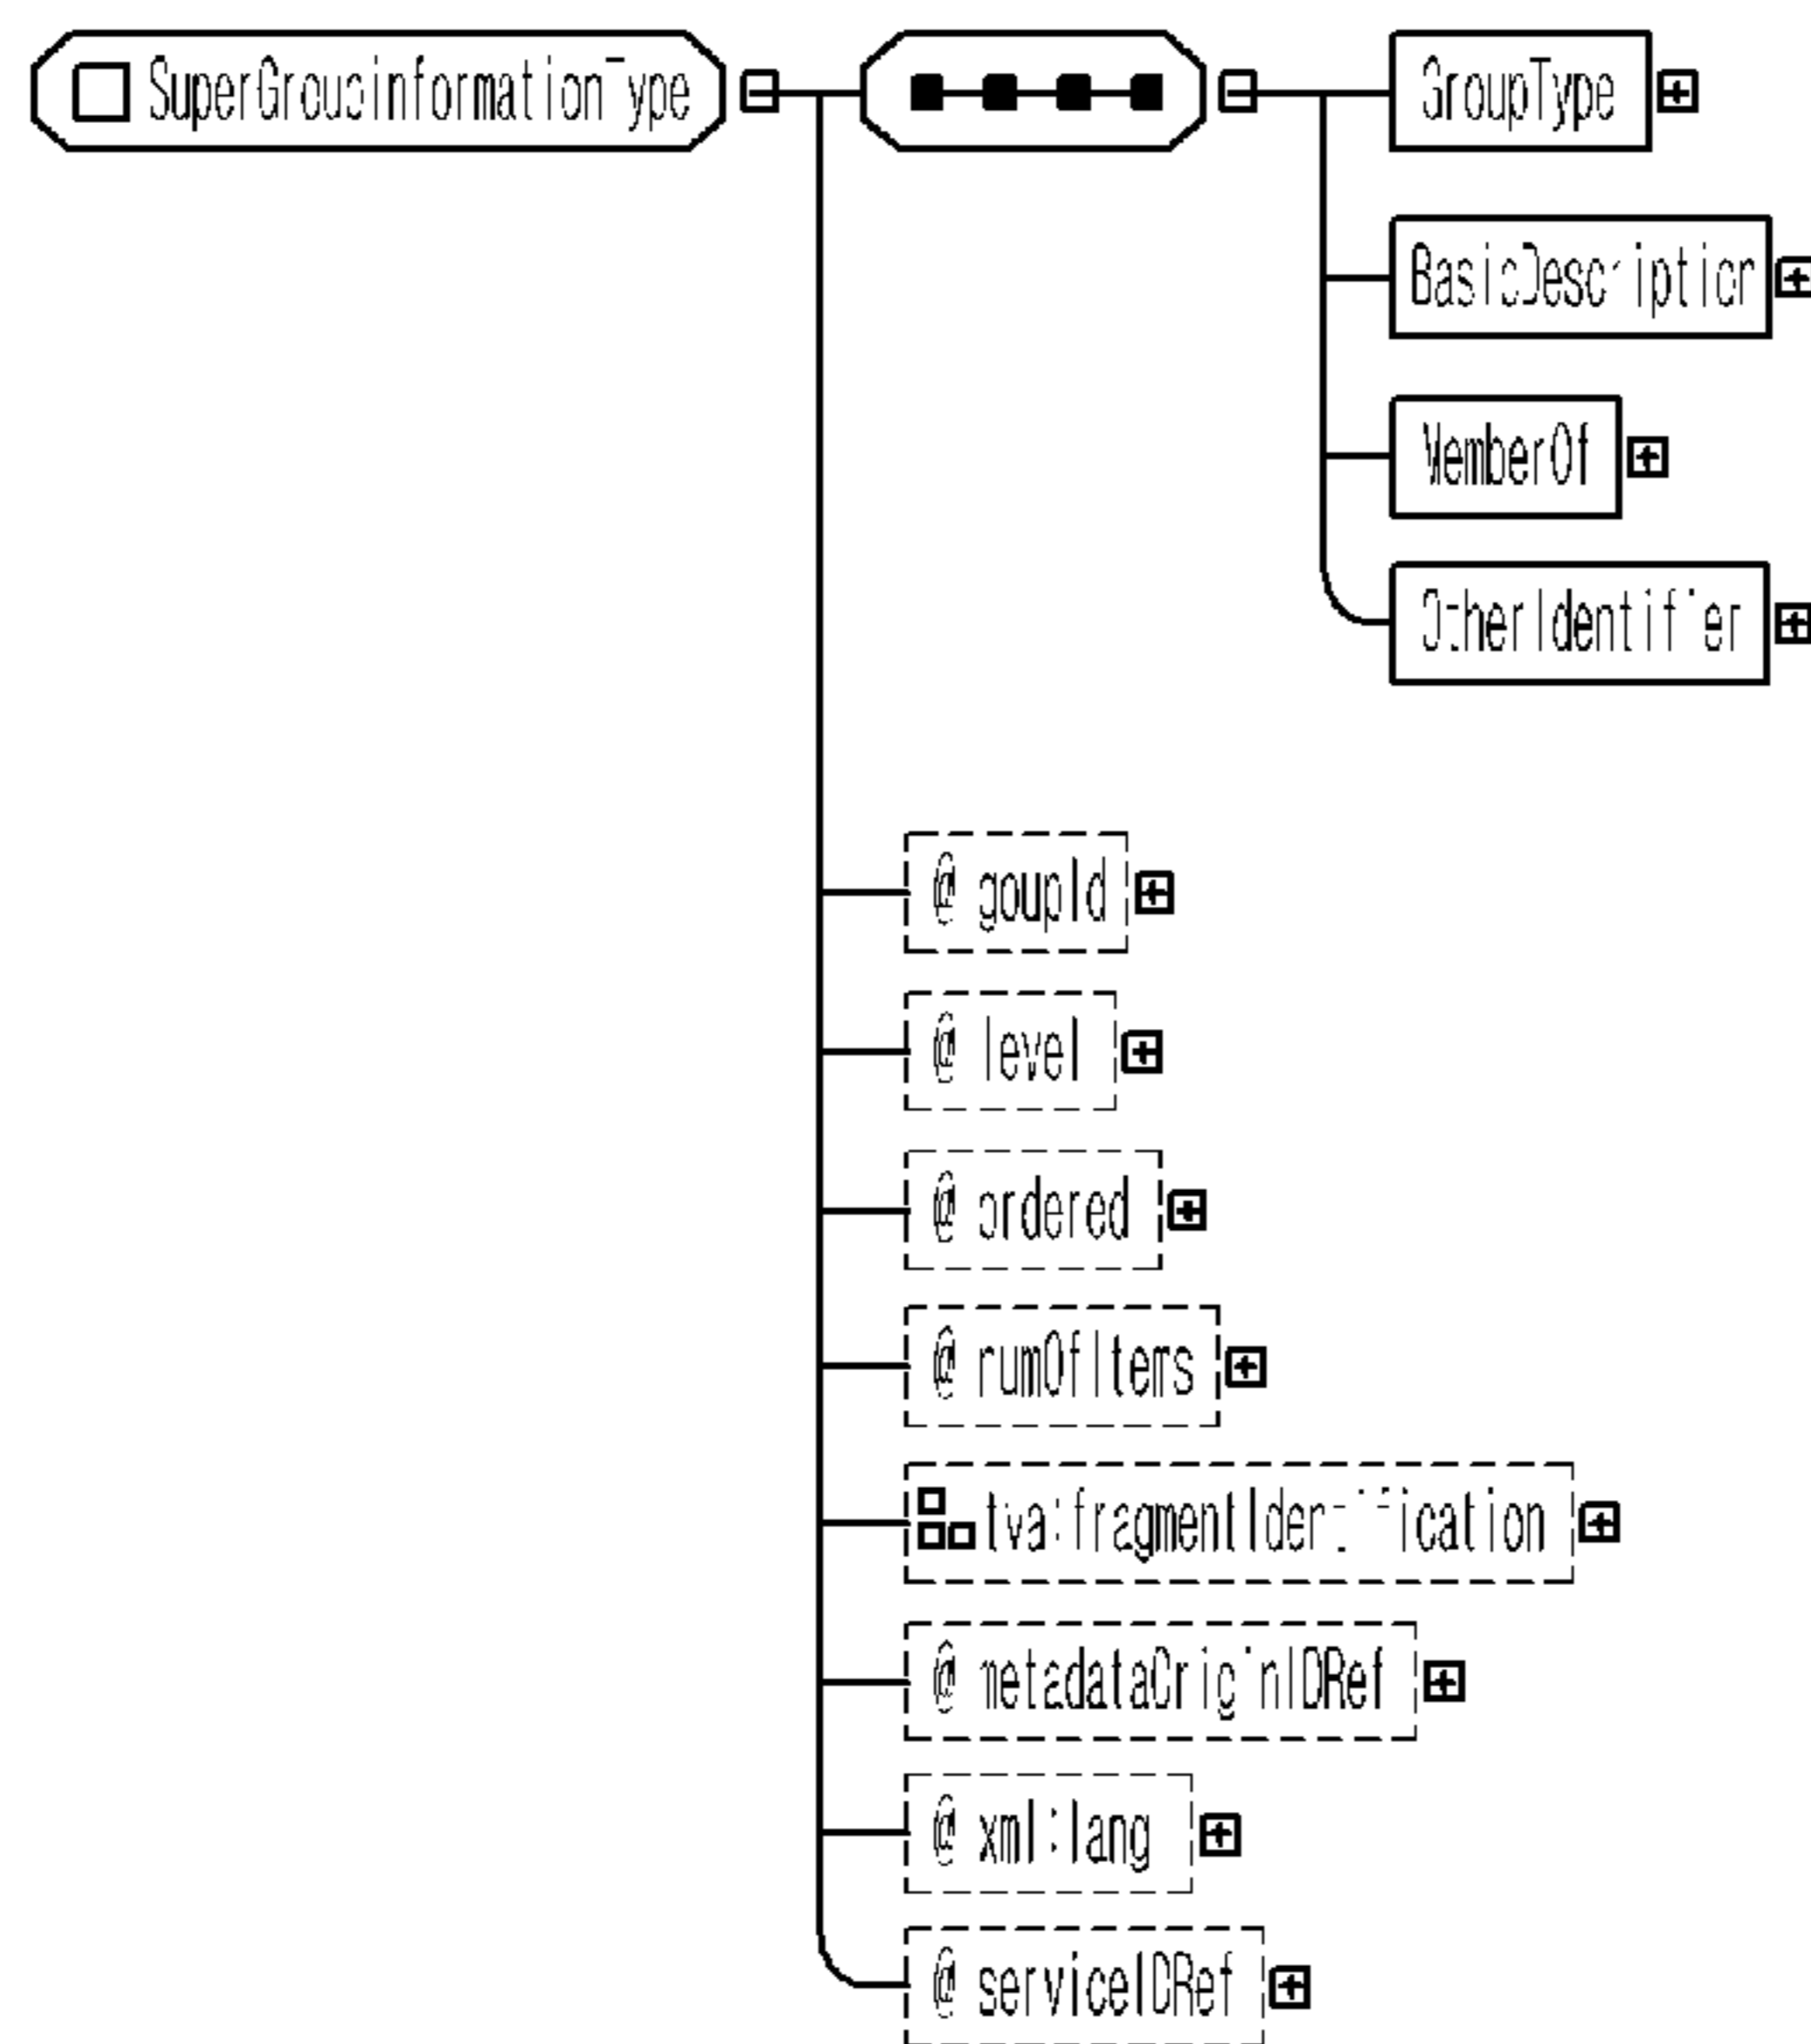 SuperGroupInformationType
GroupType
BasicDescription
MemberOf
OtherIdentifier
@ goupId
@ level
@ ordered
@ numOfItems
tva:fragmentIdentification
@ metadataOriginIDRef
@ xml:lang
@ serviceIDRef